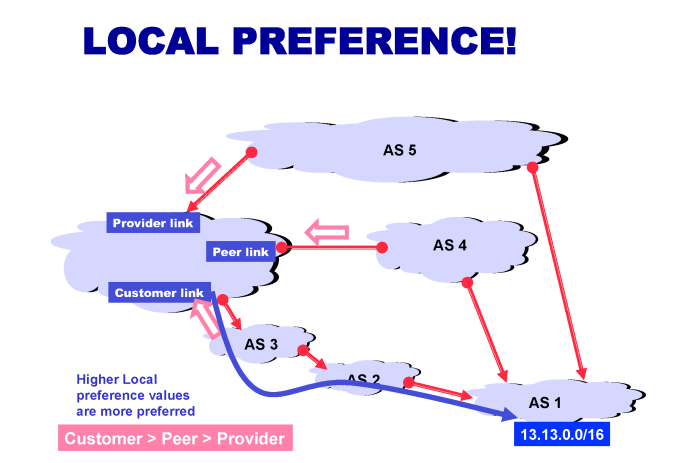 LOCAL PREFERENCE!
AS 5
Provider link
Peer link
AS 4
Customer link
AS 3
AS 2
AS 1
Higher Local
preference values
are more preferred
13.13.0.0/16
Customer > Peer > Provider